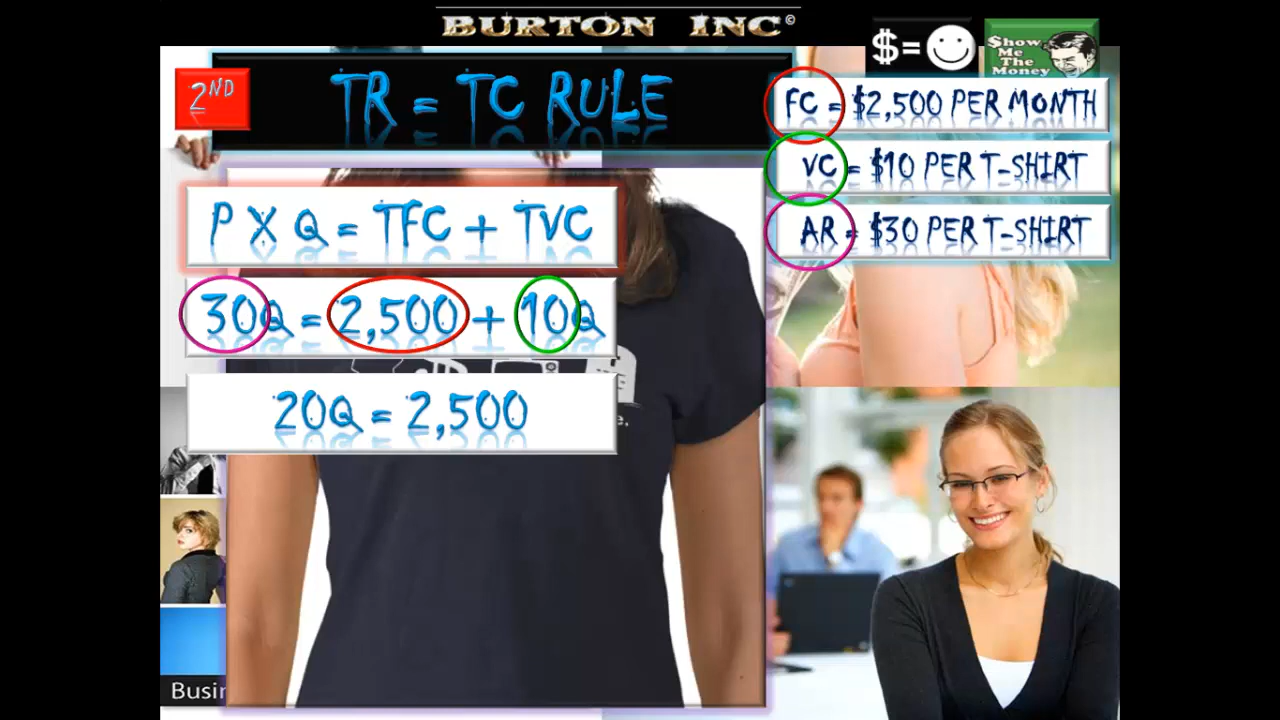 BURTON INC©
$=
Show
Me
The
Money
2ND
TR = TC RULE
FC = $2,500 PER MONTH
VC = $10 PER T-SHIRT
AR = $30 PER T-SHIRT
P X Q = TFC + TVC
30Q = 2,500 + 10Q
20Q = 2,500
Busin